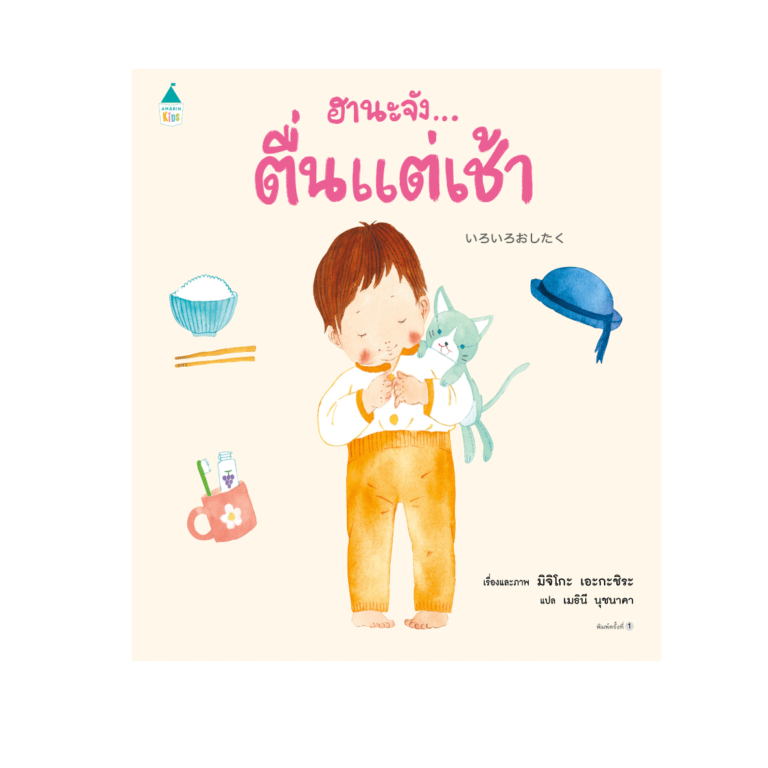 AMARIN
KiDS
ฮานะจัง...
ตื่นแต่เช้า
いろいろおしたく
เรื่องและภาพ มิจิโกะ เอะกะชิระ
แปล เมธินี นุชนาคา
พิมพ์ครั้งที่ 1